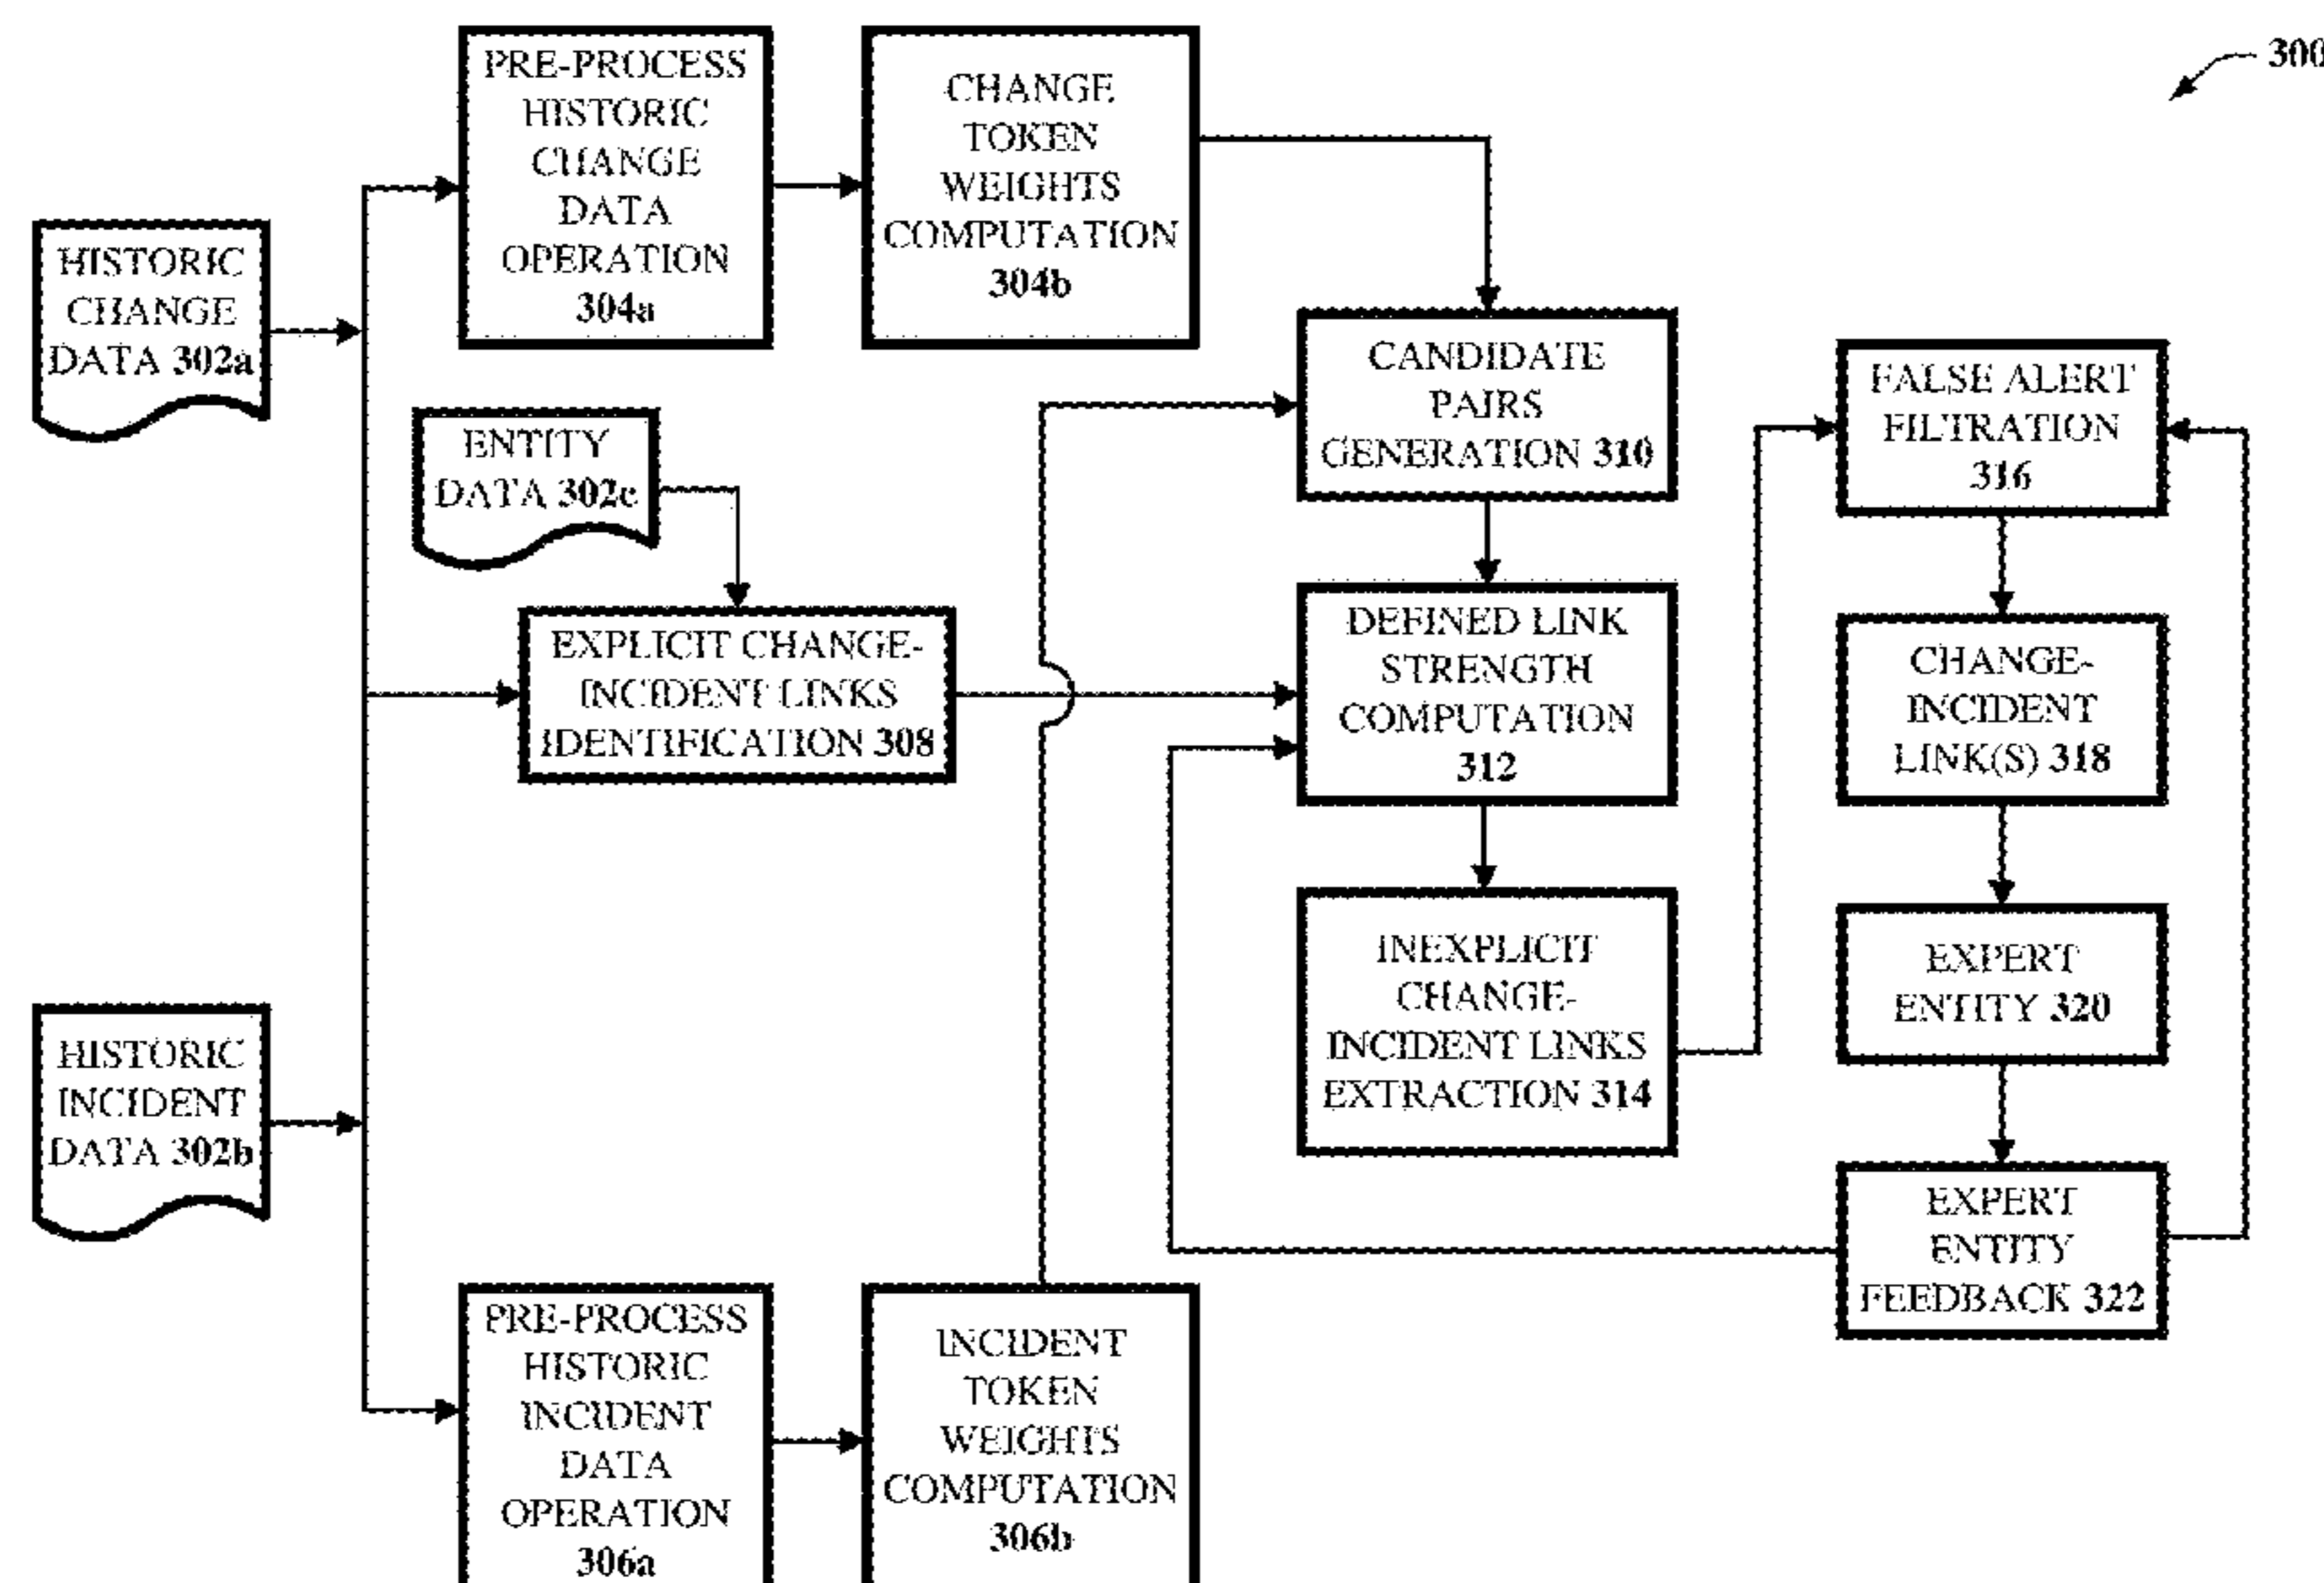 300
PRE-PROCESS
HISTORIC
CHANGE
DATA
OPERATION
304a
CHANGE
TOKEN
WEIGHTS
COMPUTATION
304b
HISTORIC
CHANGE
DATA 302a
ENTITY
DATA 302c
CANDIDATE
PAIRS
GENERATION 310
FALSE ALERT
FILTRATION
316
EXPLICIT CHANGE-
INCIDENT LINKS
IDENTIFICATION 308
DEFINED LINK
STRENGTH
COMPUTATION
312
CHANGE-
INCIDENT
LINK(S) 318
INEXPLICIT
CHANGE-
INCIDENT LINKS
EXTRACTION 314
EXPERT
ENTITY 320
HISTORIC
INCIDENT
DATA 302b
EXPERT
ENTITY
FEEDBACK 322
PRE-PROCESS
HISTORIC
INCIDENT
DATA
OPERATION
306a
INCIDENT
TOKEN
WEIGHTS
COMPUTATION
306b